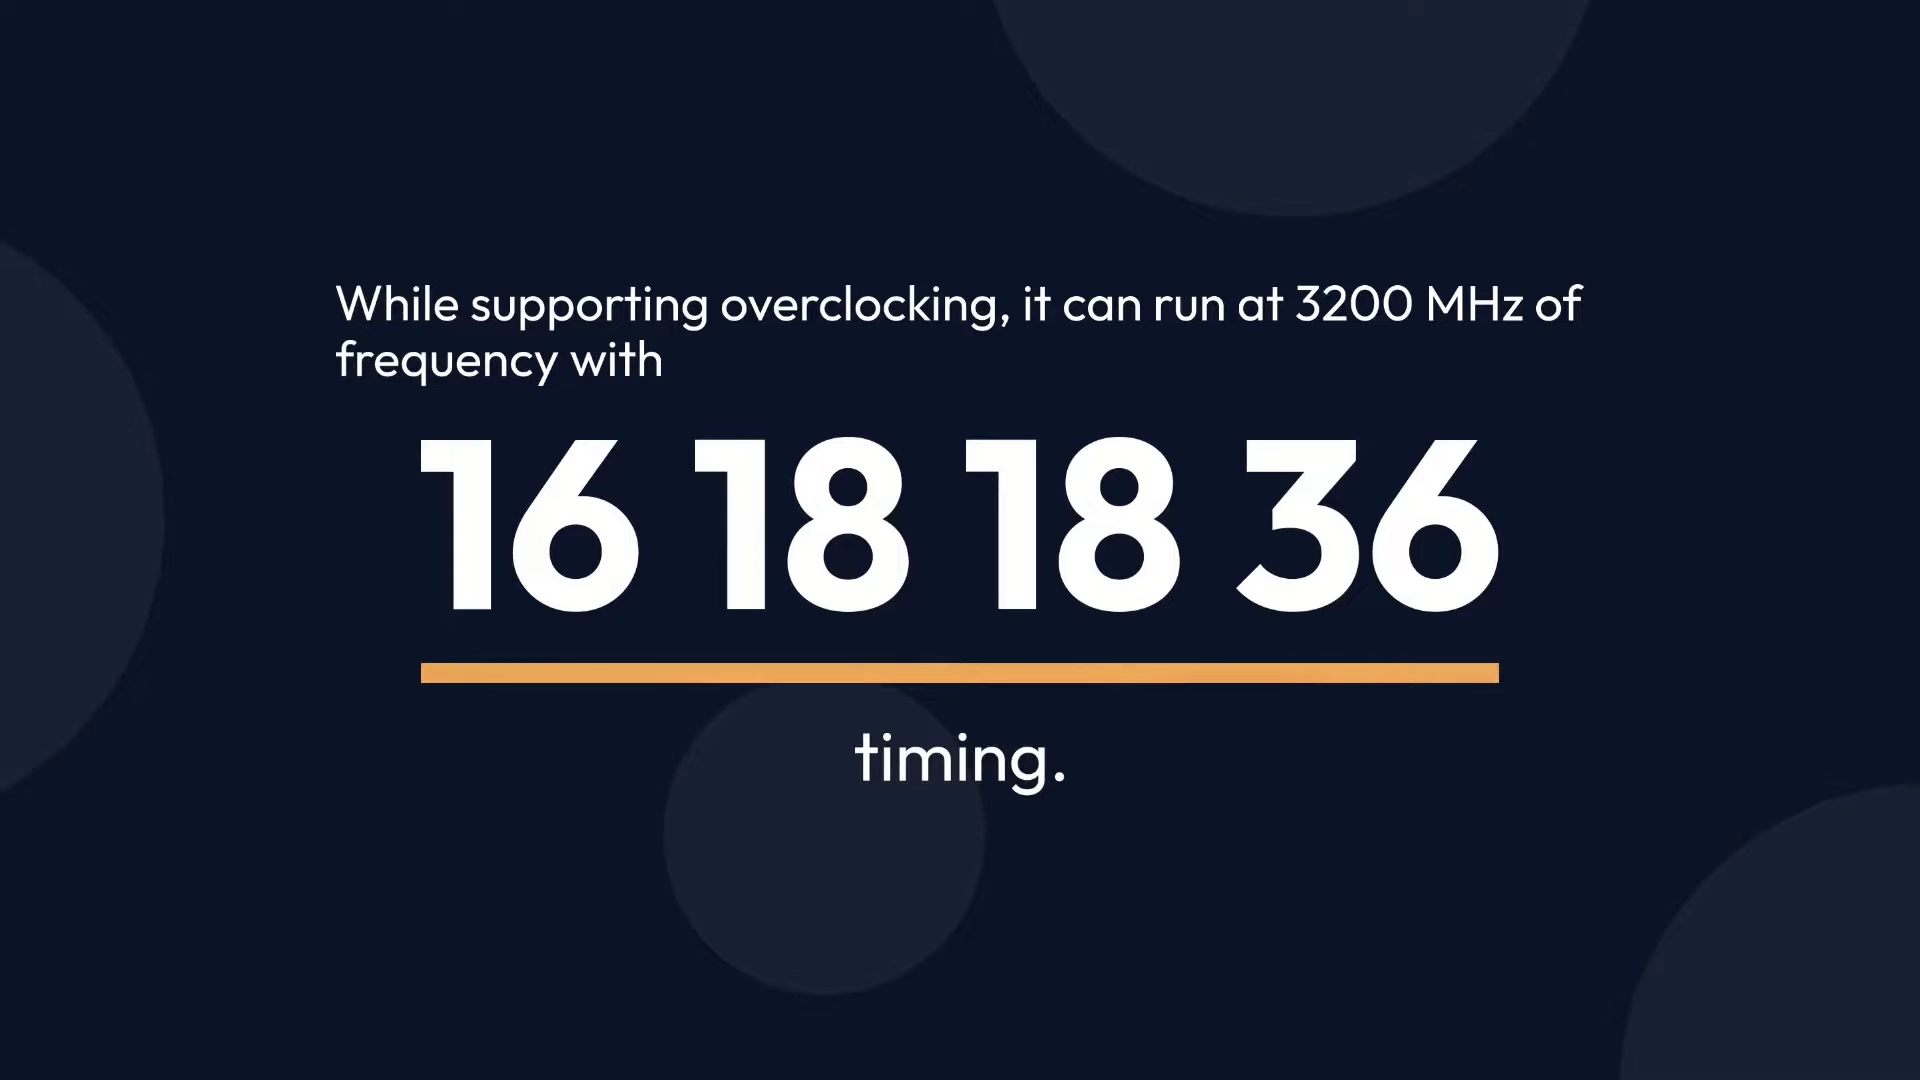 While supporting overclocking, it can run at 3200 MHz of
frequency with
16 18 18 36
timing.